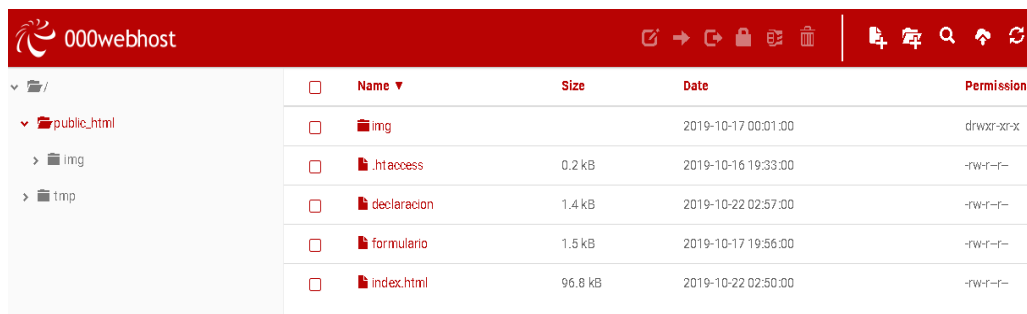 000webhost
/
public_html
img
tmp
Name ▼ Size Date Permission
img 2019-10-17 00:01:00 drwxr-xr-x
.htaccess 0.2 kB 2019-10-16 19:33:00 -rw-r--r--
declaracion 1.4 kB 2019-10-22 02:57:00 -rw-r--r--
formulario 1.5 kB 2019-10-17 19:56:00 -rw-r--r--
index.html 96.8 kB 2019-10-22 02:50:00 -rw-r--r--